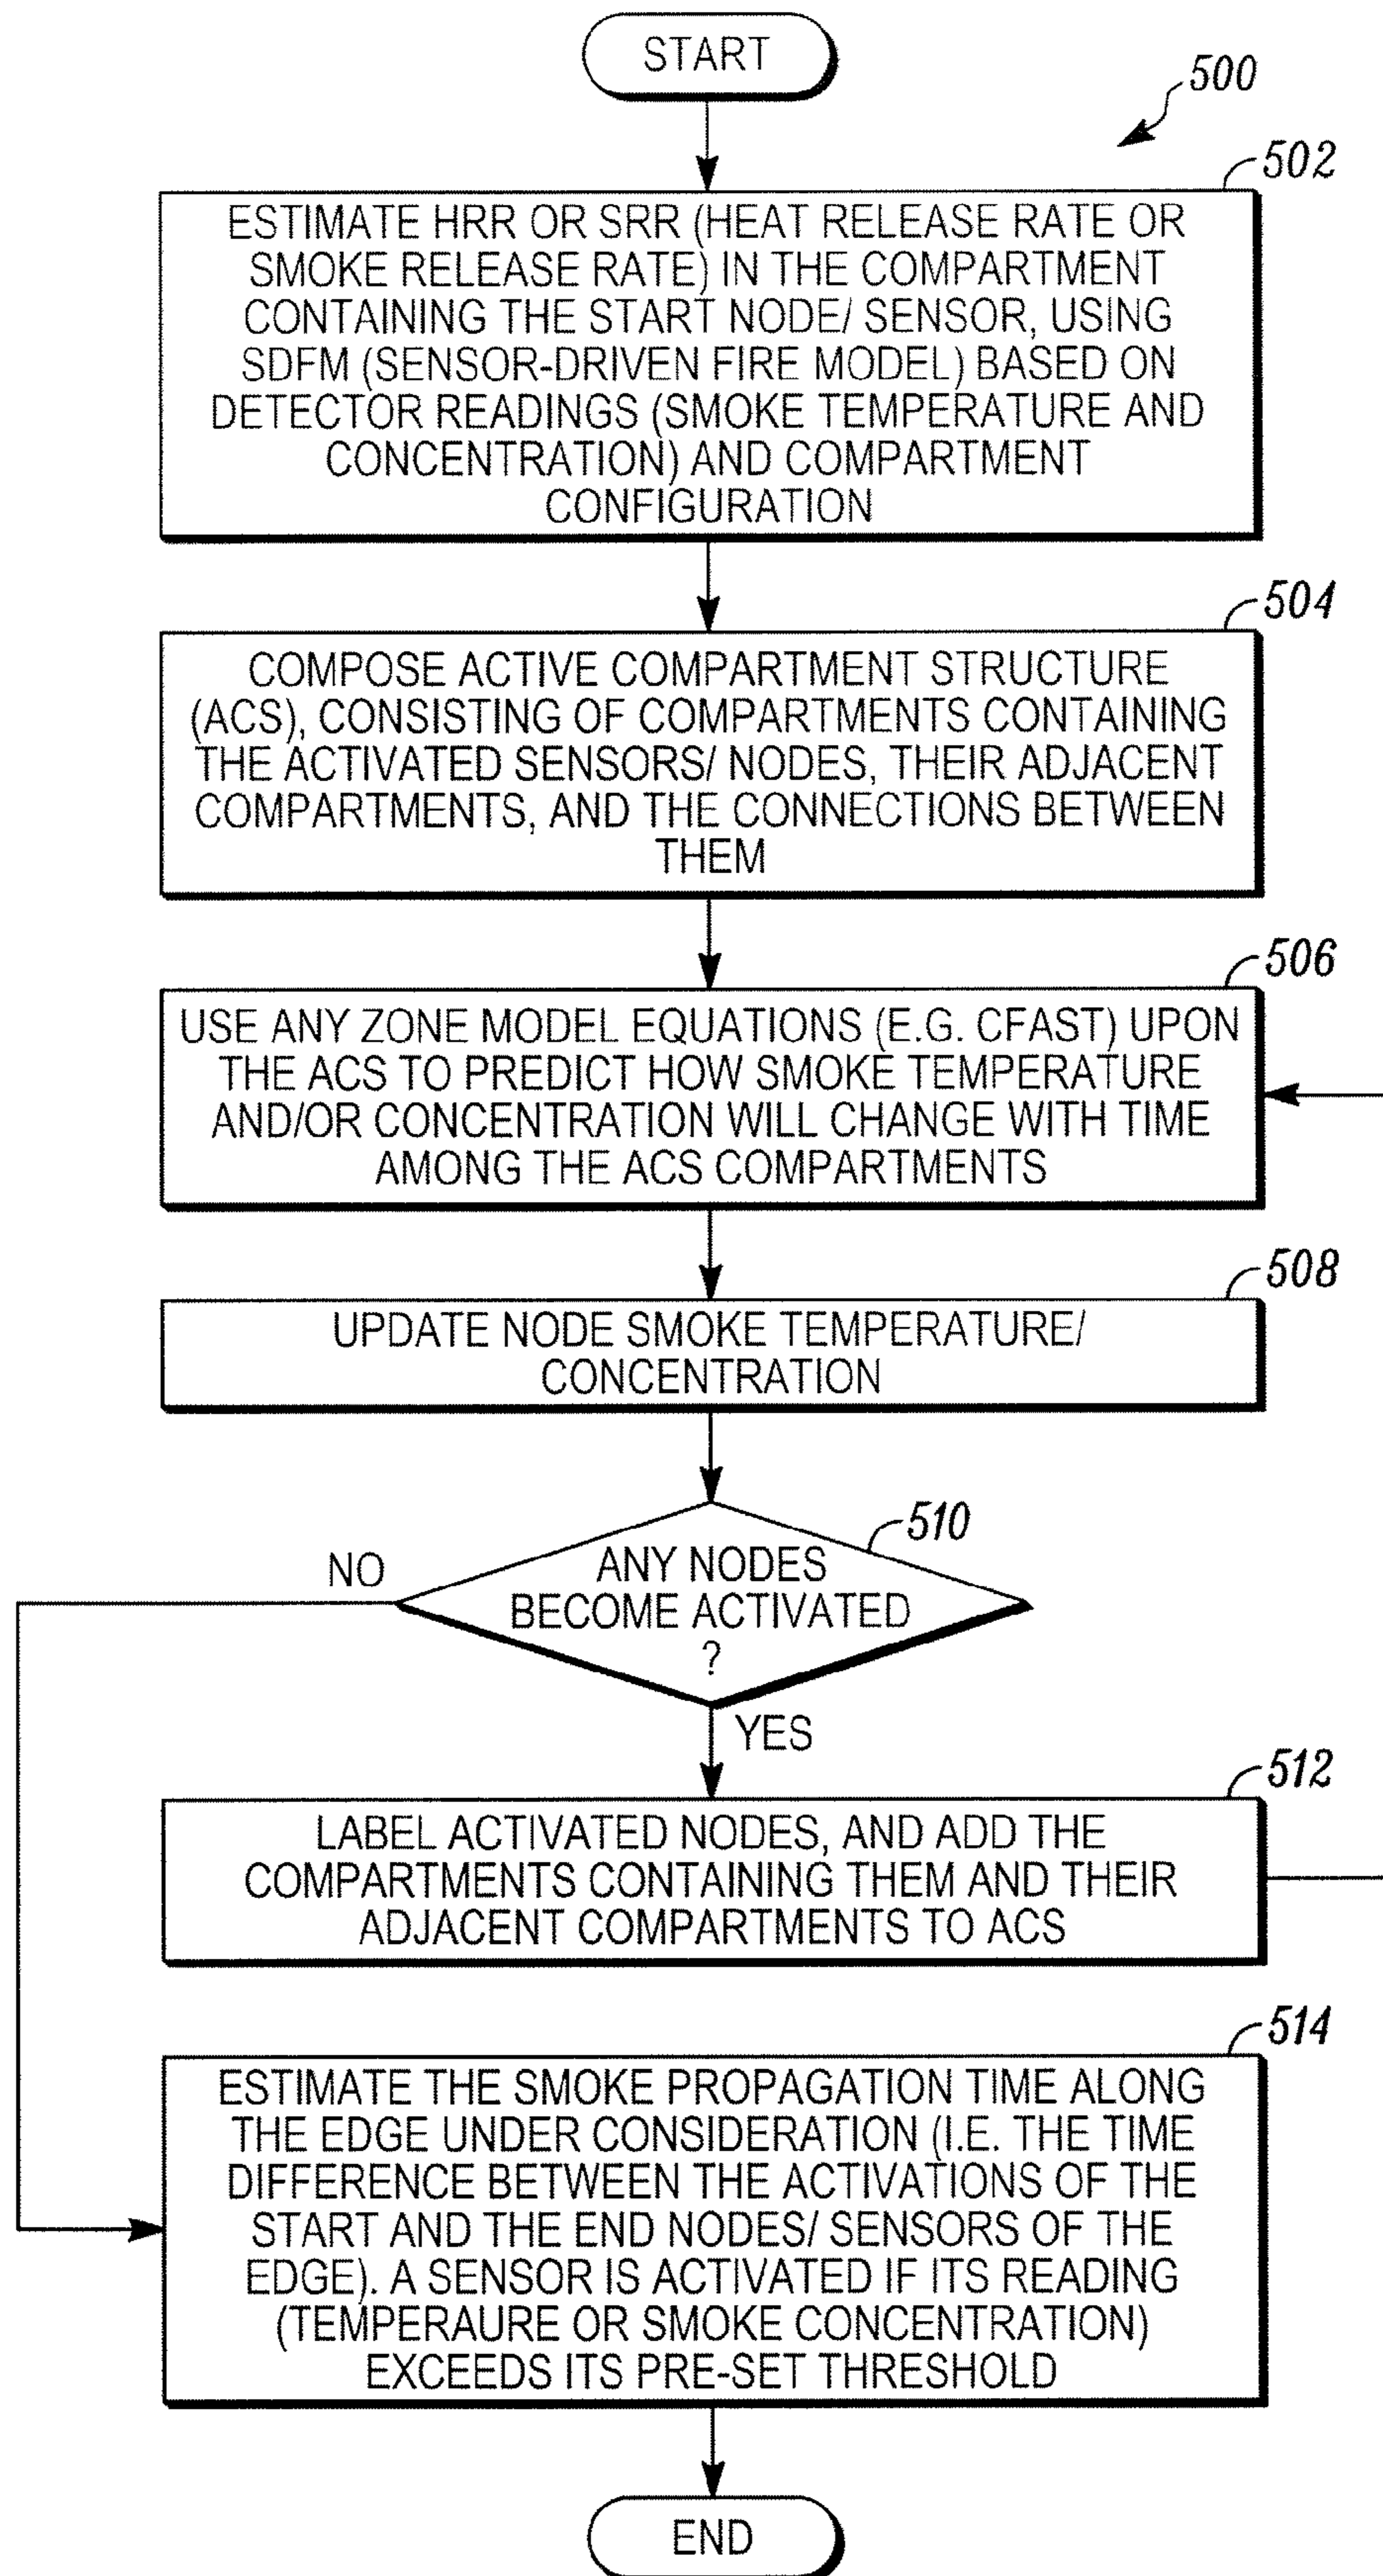 START
500
502
ESTIMATE HRR OR SRR (HEAT RELEASE RATE OR
SMOKE RELEASE RATE) IN THE COMPARTMENT
CONTAINING THE START NODE/ SENSOR, USING
SDFM (SENSOR-DRIVEN FIRE MODEL) BASED ON
DETECTOR READINGS (SMOKE TEMPERATURE AND
CONCENTRATION) AND COMPARTMENT
CONFIGURATION
504
COMPOSE ACTIVE COMPARTMENT STRUCTURE
(ACS), CONSISTING OF COMPARTMENTS CONTAINING
THE ACTIVATED SENSORS/ NODES, THEIR ADJACENT
COMPARTMENTS, AND THE CONNECTIONS BETWEEN
THEM
506
USE ANY ZONE MODEL EQUATIONS (E.G. CFAST) UPON
THE ACS TO PREDICT HOW SMOKE TEMPERATURE
AND/OR CONCENTRATION WILL CHANGE WITH TIME
AMONG THE ACS COMPARTMENTS
508
UPDATE NODE SMOKE TEMPERATURE/
CONCENTRATION
510
ANY NODES
BECOME ACTIVATED
?
NO
YES
512
LABEL ACTIVATED NODES, AND ADD THE
COMPARTMENTS CONTAINING THEM AND THEIR
ADJACENT COMPARTMENTS TO ACS
514
ESTIMATE THE SMOKE PROPAGATION TIME ALONG
THE EDGE UNDER CONSIDERATION (I.E. THE TIME
DIFFERENCE BETWEEN THE ACTIVATIONS OF THE
START AND THE END NODES/ SENSORS OF THE
EDGE). A SENSOR IS ACTIVATED IF ITS READING
(TEMPERAURE OR SMOKE CONCENTRATION)
EXCEEDS ITS PRE-SET THRESHOLD
END